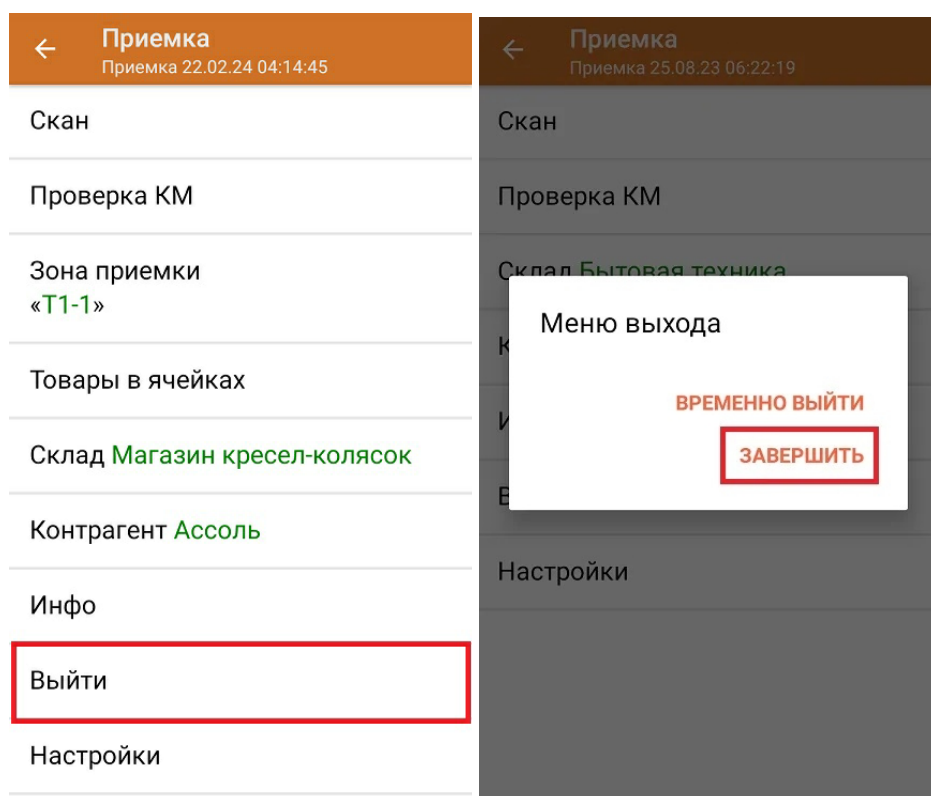 Приемка
Приемка 22.02.24 04:14:45
Скан
Проверка КМ
Зона приемки
«Т1-1»
Товары в ячейках
Склад Магазин кресел-колясок
Контрагент Ассоль
Инфо
Выйти
Настройки
Приемка
Приемка 25.08.23 06:22:19
Скан
Проверка КМ
Склад Бытовая техника
Меню выхода
ВРЕМЕННО ВЫЙТИ
ЗАВЕРШИТЬ
Настройки